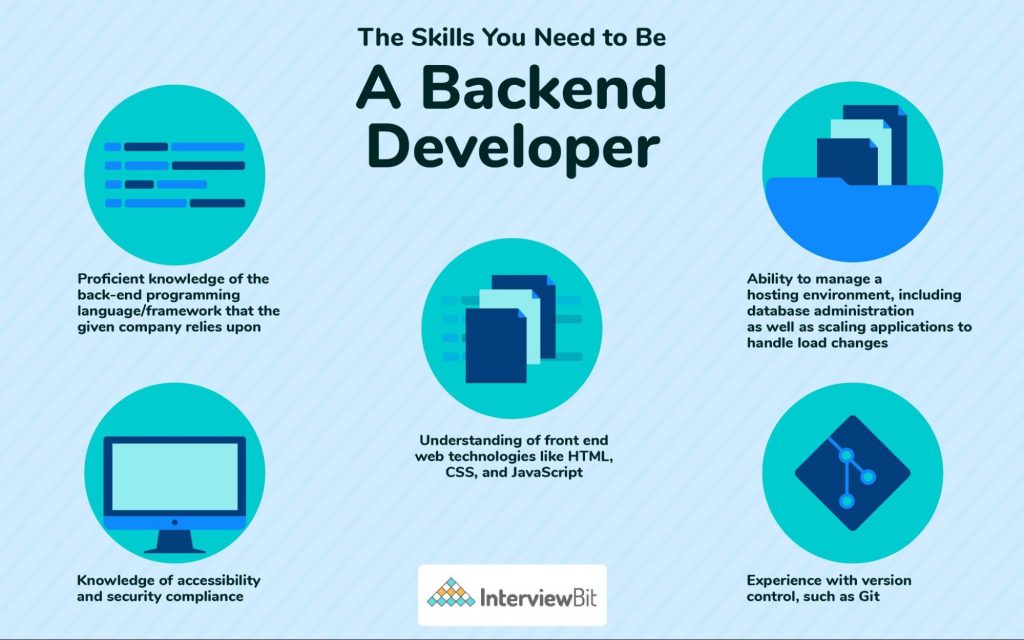 The Skills You Need to Be
A Backend
Developer
Proficient knowledge of the
back-end programming
language/framework that the
given company relies upon
Ability to manage a
hosting environment, including
database administration
as well as scaling applications to
handle load changes
Understanding of front end
web technologies like HTML,
CSS, and JavaScript
Knowledge of accessibility
and security compliance
Experience with version
control, such as Git
InterviewBit